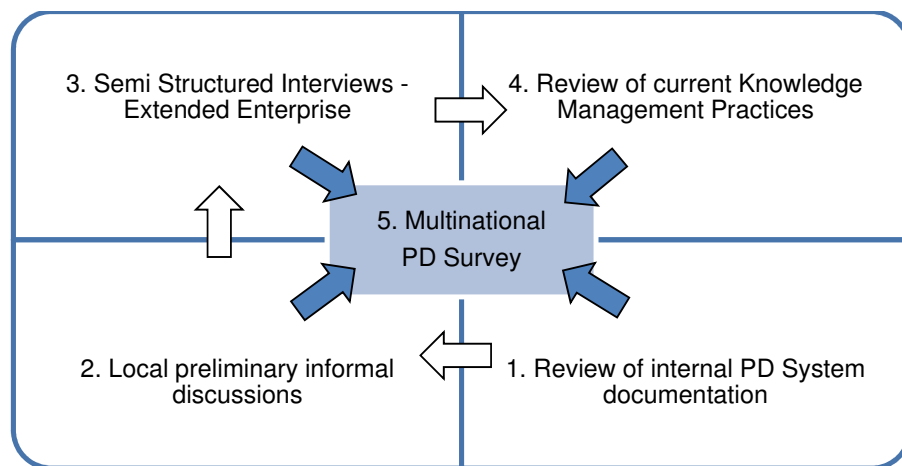 3. Semi Structured Interviews -
Extended Enterprise
4. Review of current Knowledge
Management Practices
5. Multinational
PD Survey
2. Local preliminary informal
discussions
1. Review of internal PD System
documentation